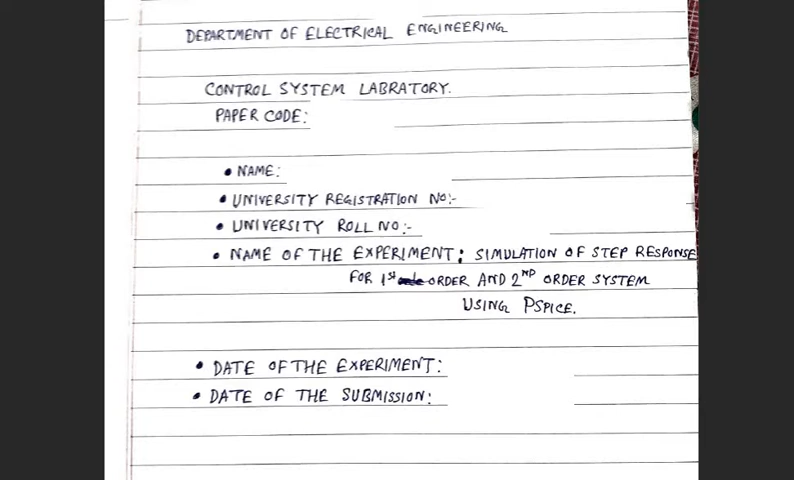 DEPARTMENT OF ELECTRICAL ENGINEERING
CONTROL SYSTEM LABRATORY.
PAPER CODE:
• NAME:
• UNIVERSITY REGISTRATION NO:-
• UNIVERSITY ROLL NO:-
• NAME OF THE EXPERIMENT: SIMULATION OF STEP RESPONSE
FOR 1st ORDER AND 2ND ORDER SYSTEM
USING PSPICE.
• DATE OF THE EXPERIMENT:
• DATE OF THE SUBMISSION: